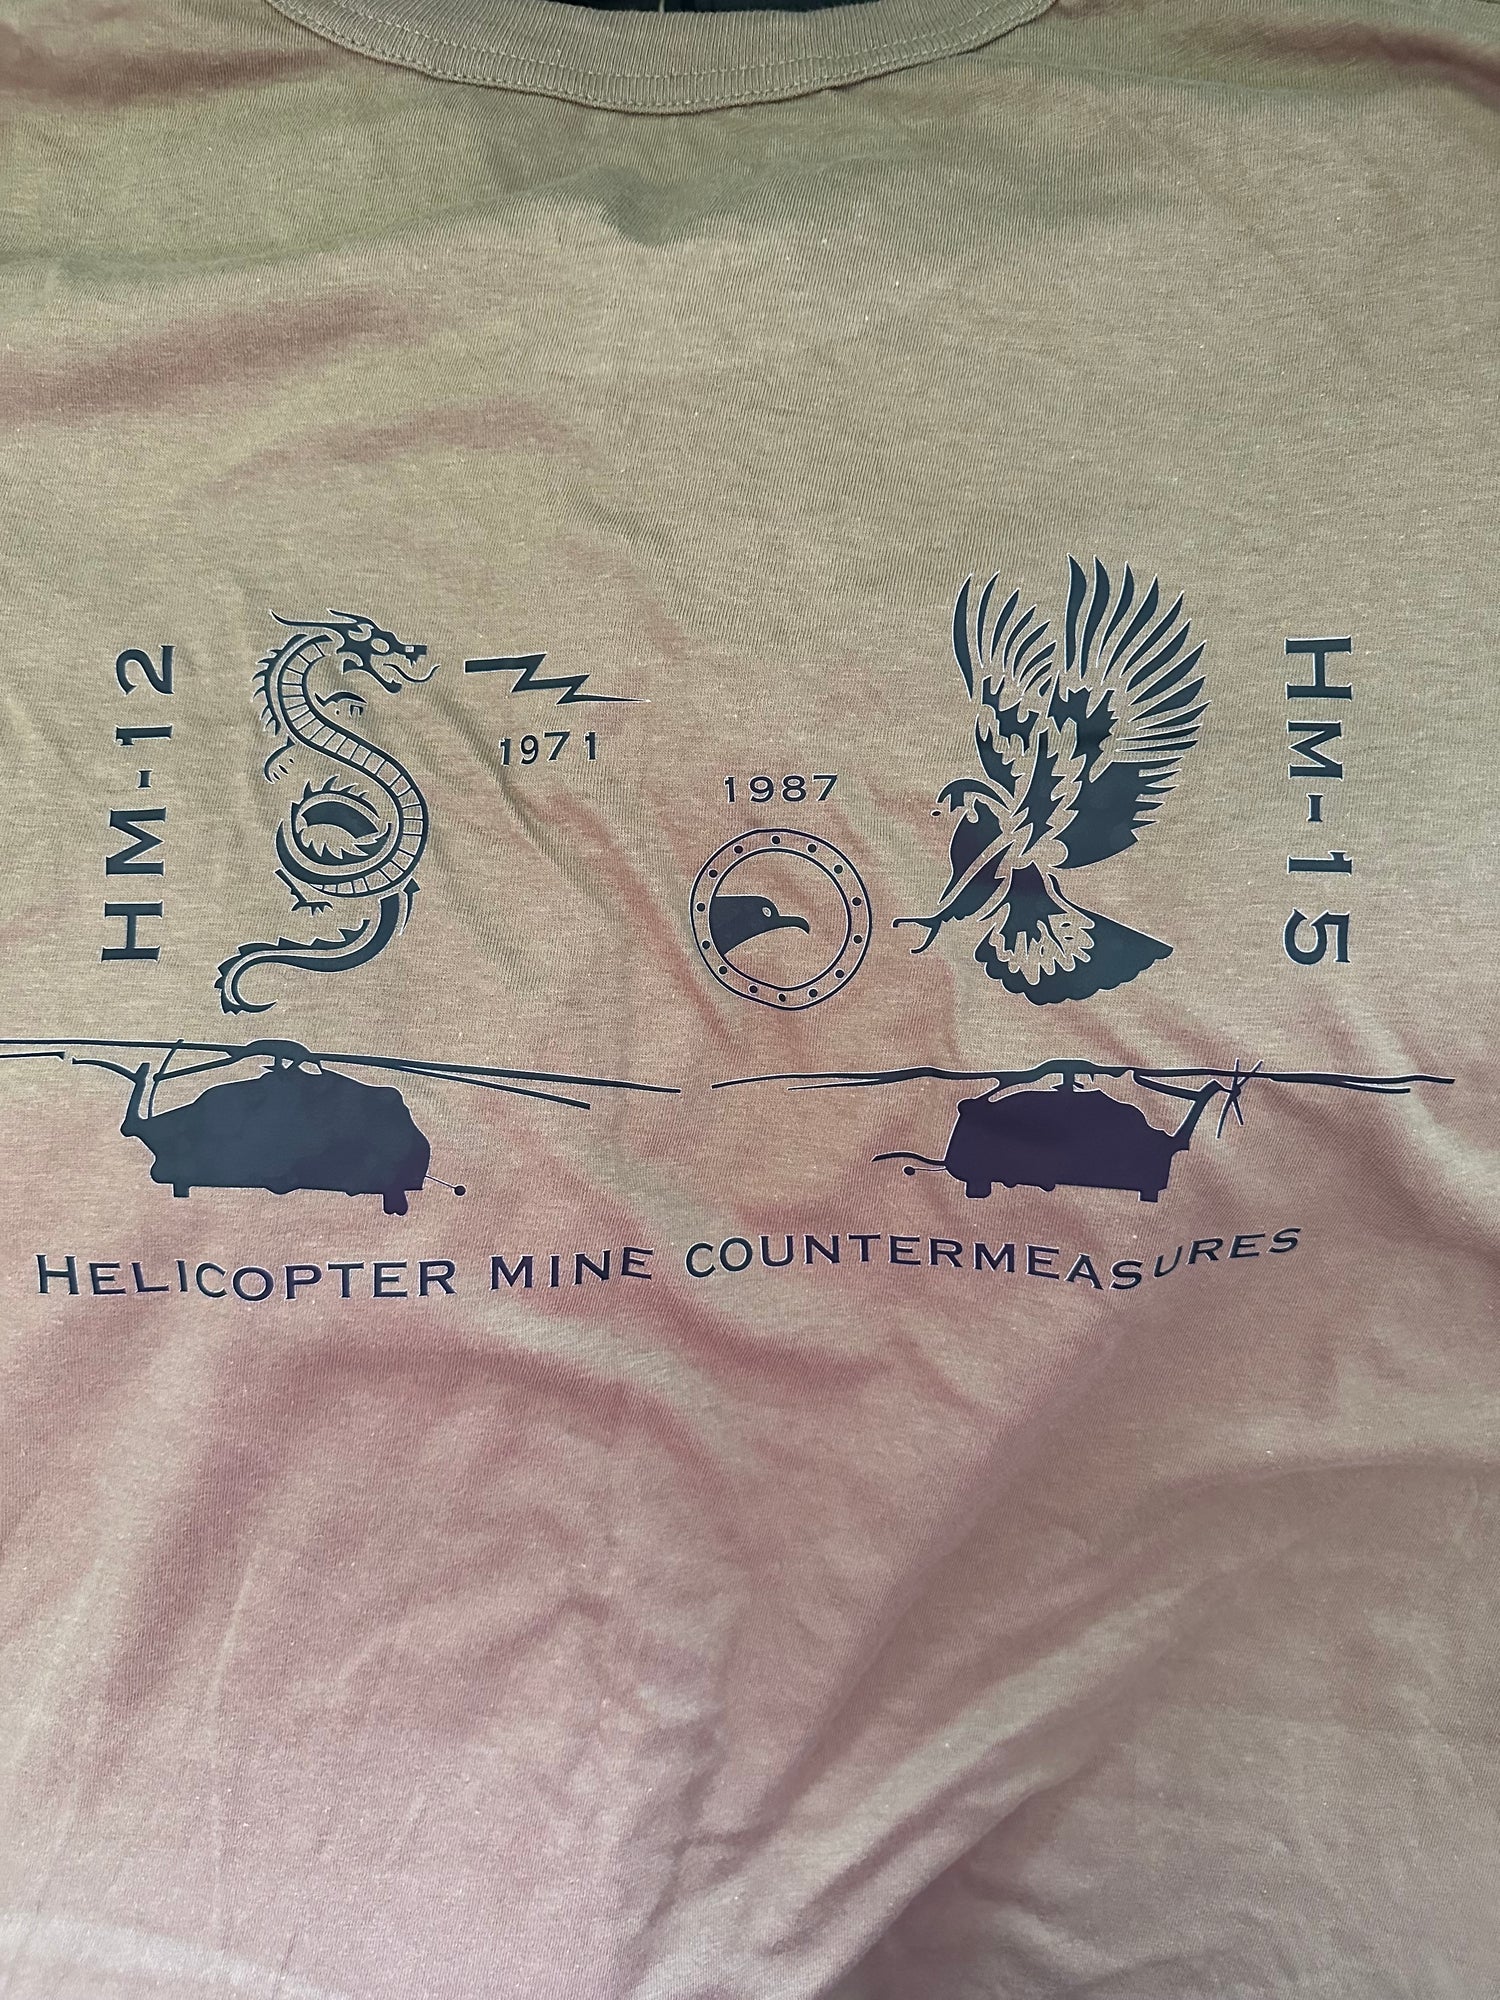 HM-12
1971
1987
HM-15
HELICOPTER MINE COUNTERMEASURES